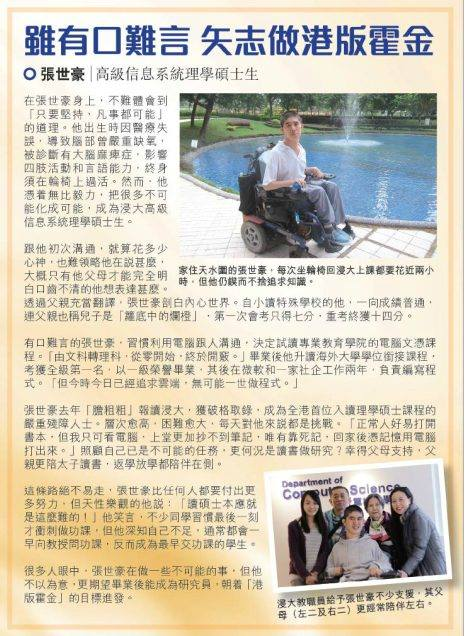 雖有口難言 矢志做港版霍金
張世豪 | 高級信息系統理學碩士生
在張世豪身上，不難體會到
「只要堅持，凡事都可能」
的道理。他出生時因醫療失
誤，導致腦部曾嚴重缺氧，
被診斷有大腦麻痺症，影響
四肢活動和言語能力，終身
須在輪椅上過活。然而，他
憑着無比毅力，把很多不可
能化成可能，成為浸大高級
信息系統理學碩士生。
跟他初次溝通，就算花多少
心神，也難領略他在說甚麼，
大概只有他父母才能完全明
白口齒不清的他想表達甚麼。
透過父親充當翻譯，張世豪剖白內心世界。自小讀特殊學校的他，一向成績普通，
連父親也稱兒子是「籮底中的爛橙」，第一次會考只得七分，重考終獲十四分。
家住天水圍的張世豪，每次坐輪椅回浸大上課都要花近兩小
時，但他仍鍥而不捨追求知識。
有口難言的張世豪，習慣利用電腦跟人溝通，決定試讀專業教育學院的電腦文憑課
程。「由文科轉理科，從零開始，終於開竅。」畢業後他升讀海外大學學位銜接課程，
考獲全級第一名，以一級榮譽畢業，其後在微軟和一家社企工作兩年，負責編寫程
式。「但今時今日已經追求雲端，無可能一世做程式。」
張世豪去年「膽粗粗」報讀浸大，獲破格取錄，成為全港首位入讀理學碩士課程的
嚴重殘障人士。層次愈高，困難愈大，每天對他來說都是挑戰。「正常人好易打開
書本，但我只可看電腦，上堂更加抄不到筆記，唯有靠死記，回家後憑記憶用電腦
打出來。」照顧自己已是不可能的任務，更何況是讀書做研究？幸得父母支持，父
親更陪太子讀書，返學放學都陪伴在側。
這條路絕不易走，張世豪比任何人都要付出更
多努力，但天性樂觀的他說：「讀碩士本應就
是這麼難的！」他笑言，不少同學習慣最後一刻
才衝刺做功課，但他深知自己不足，通常都會一
早向教授問功課，反而成為最早交功課的學生。
很多人眼中，張世豪在做一些不可能的事，但他
不以為意，更期望畢業後能成為研究員，朝着「港
版霍金」的目標進發。
Department of
Computer Science
浸大教職員給予張世豪不少支援，其父
母（左二及右二）更經常陪伴左右。